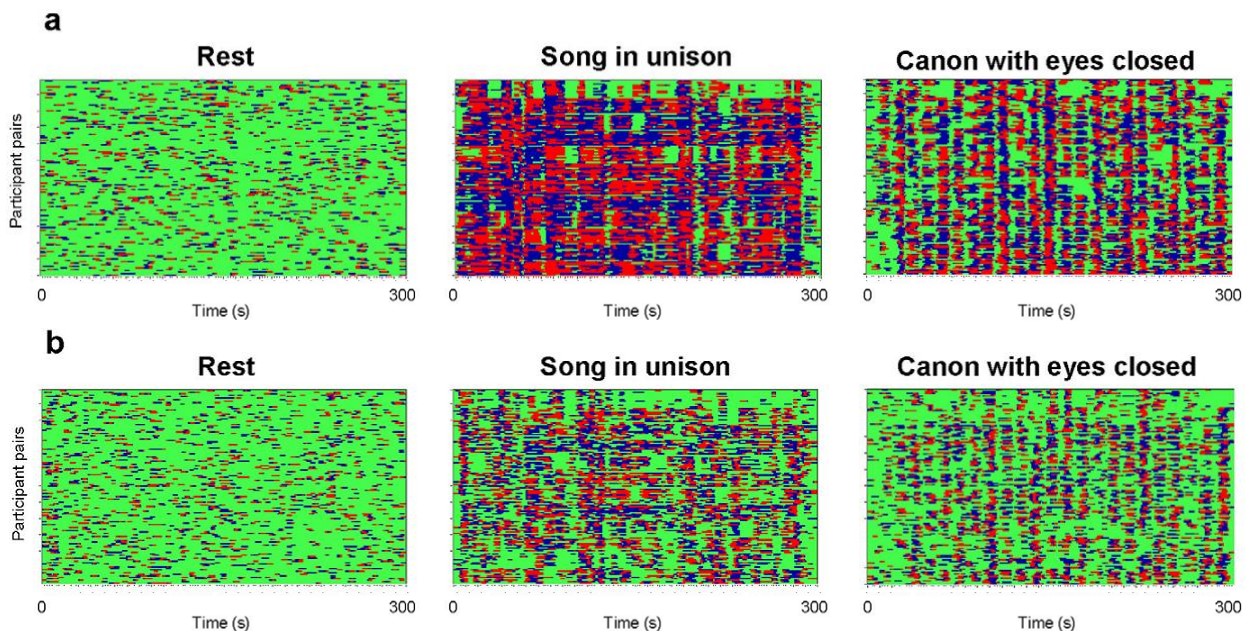 a
Rest
Song in unison
Canon with eyes closed
Participant pairs
0
300
Time (s)
0
300
Time (s)
0
300
Time (s)
b
Rest
Song in unison
Canon with eyes closed
Participant pairs
0
300
Time (s)
0
300
Time (s)
0
300
Time (s)